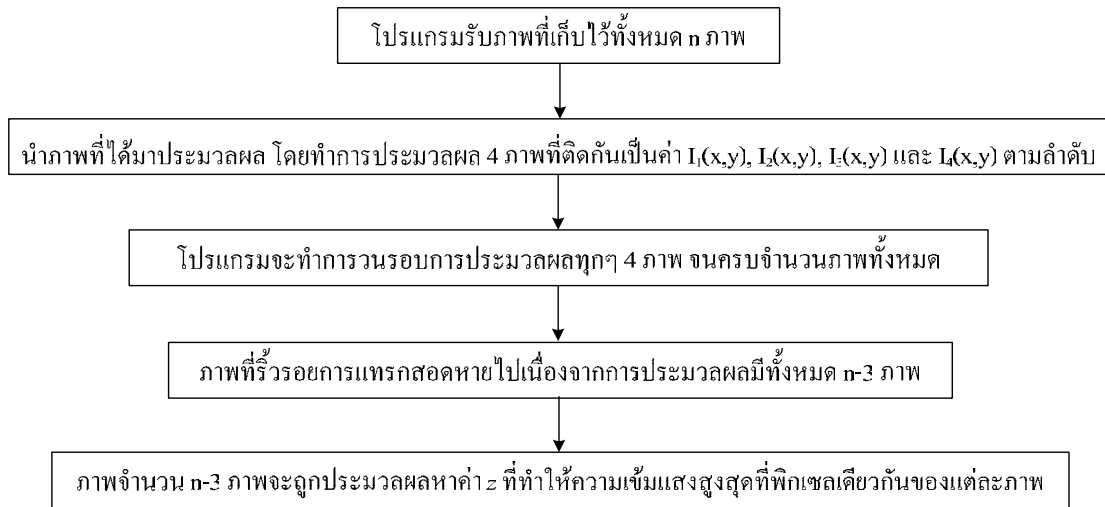 โปรแกรมรับภาพที่เก็บไว้ทั้งหมด n ภาพ
นำภาพที่ได้มาประมวลผล โดยทำการประมวลผล 4 ภาพที่ติดกันเป็นค่า I₁(x,y), I₂(x,y), I₃(x,y) และ I₄(x,y) ตามลำดับ
โปรแกรมจะทำการวนรอบการประมวลผลทุกๆ 4 ภาพ จนครบจำนวนภาพทั้งหมด
ภาพที่ริ้วรอยการแทรกสอดหายไปเนื่องจากการประมวลผลมีทั้งหมด n-3 ภาพ
ภาพจำนวน n-3 ภาพจะถูกประมวลผลหาค่า z ที่ทำให้ความเข้มแสงสูงสุดที่พิกเซลเดียวกันของแต่ละภาพ